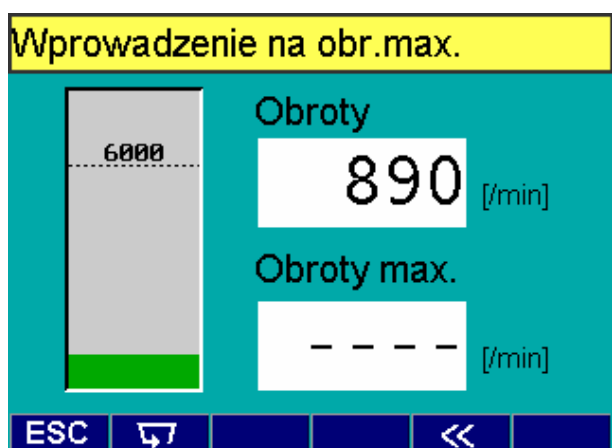 Wprowadzenie na obr.max.
Obroty
6000
890 [/min]
Obroty max.
---- [/min]
ESC <<